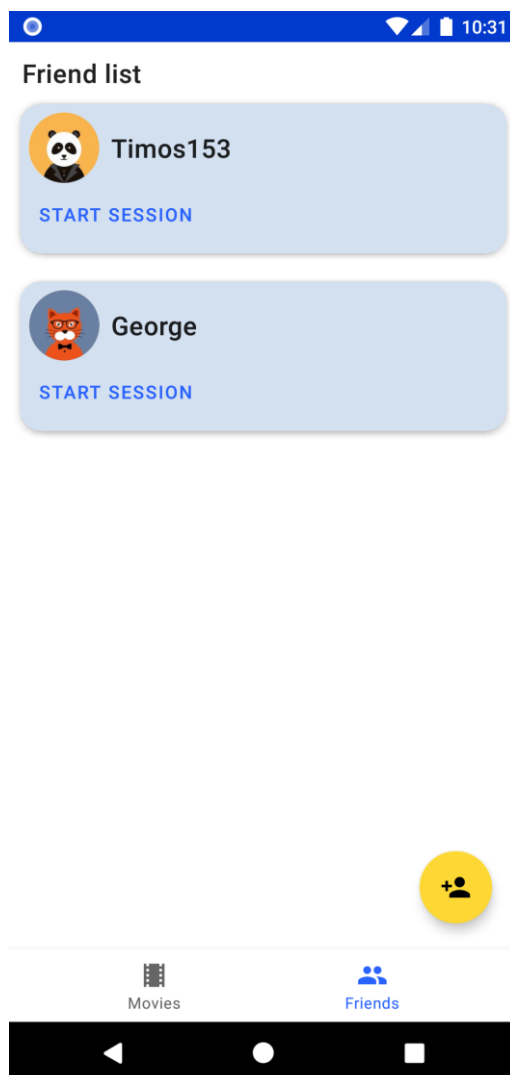 10:31
Friend list
Timos153
START SESSION
George
START SESSION
Movies
Friends